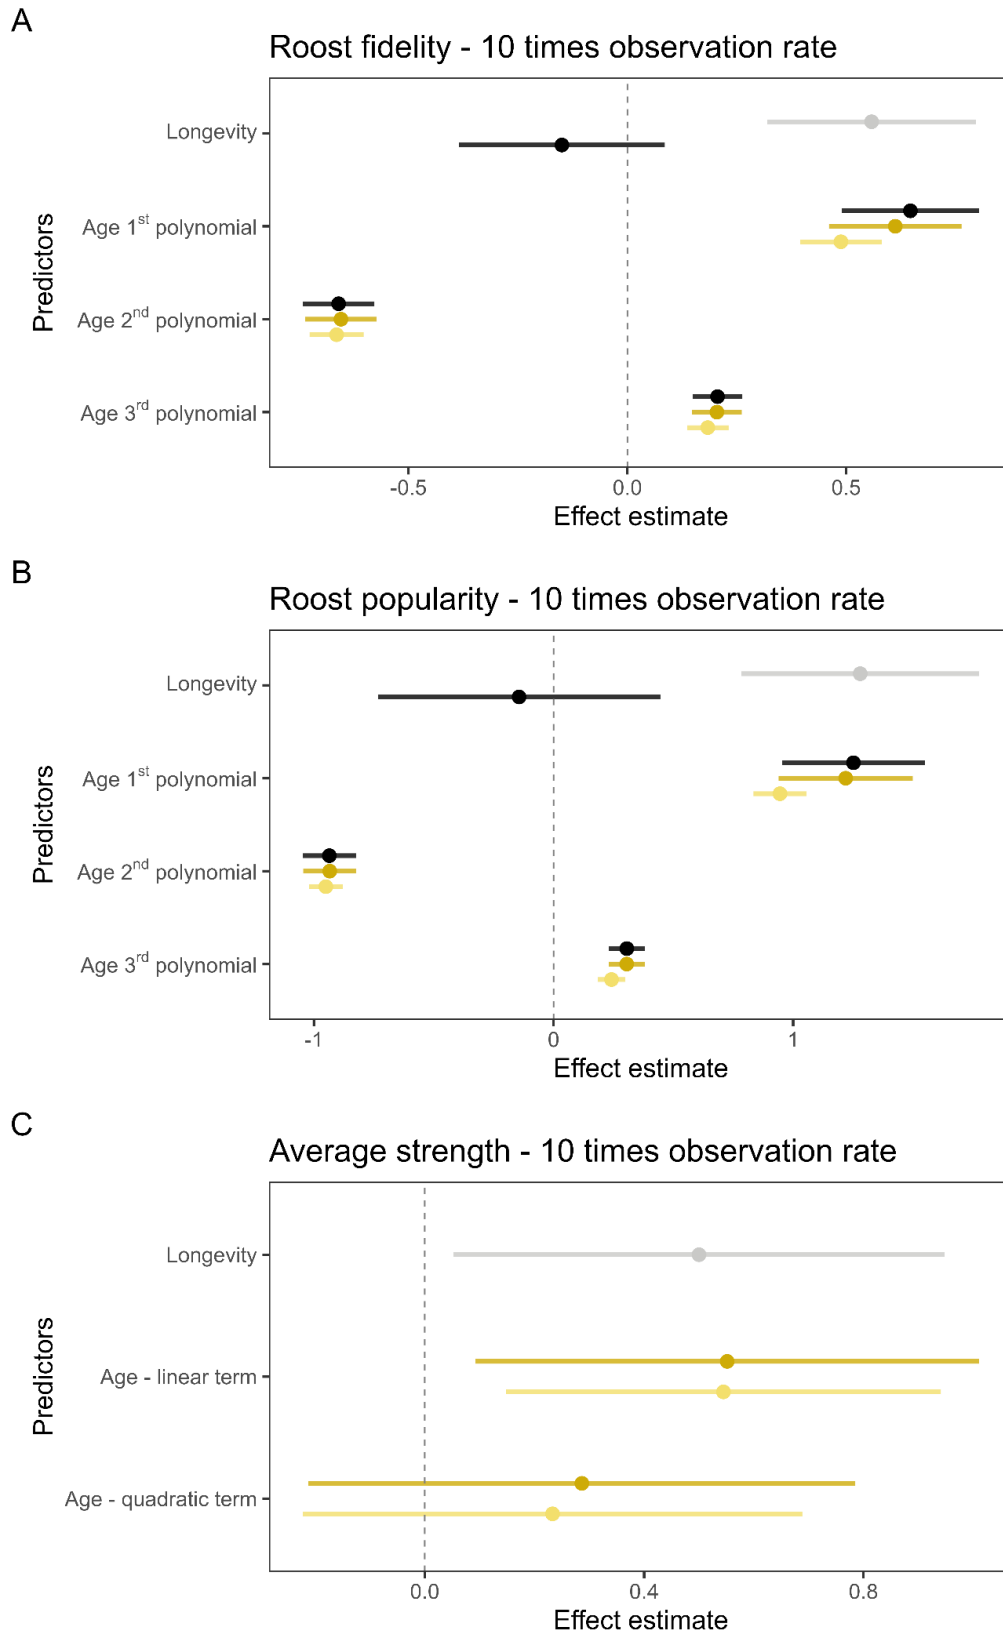 A
Roost fidelity - 10 times observation rate
Predictors
Longevity
Age 1st polynomial
Age 2nd polynomial
Age 3rd polynomial
-0.5 0.0 0.5
Effect estimate
B
Roost popularity - 10 times observation rate
Predictors
Longevity
Age 1st polynomial
Age 2nd polynomial
Age 3rd polynomial
-1 0 1
Effect estimate
C
Average strength - 10 times observation rate
Predictors
Longevity
Age - linear term
Age - quadratic term
0.0 0.4 0.8
Effect estimate